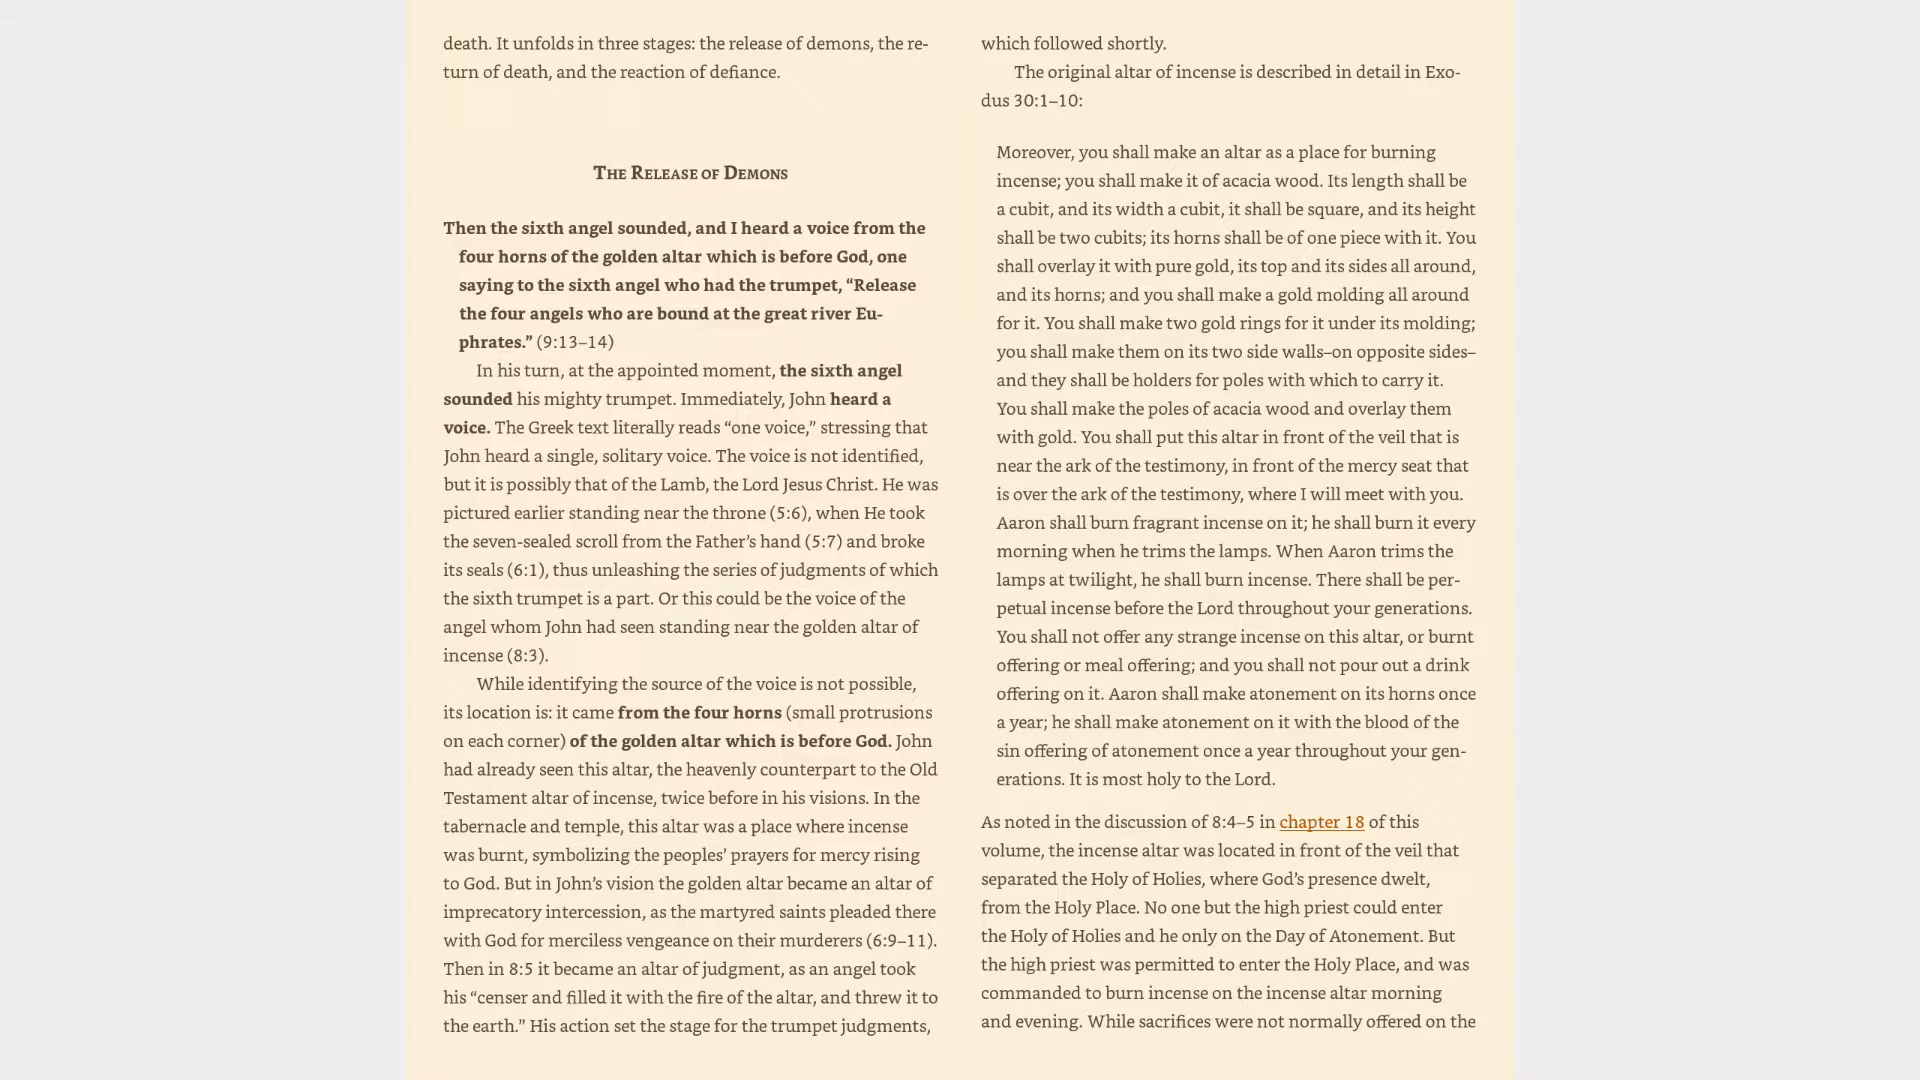 death. It unfolds in three stages: the release of demons, the re-
turn of death, and the reaction of defiance.
The Release of Demons
Then the sixth angel sounded, and I heard a voice from the
four horns of the golden altar which is before God, one
saying to the sixth angel who had the trumpet, “Release
the four angels who are bound at the great river Eu-
phrates.” (9:13–14)
In his turn, at the appointed moment, the sixth angel
sounded his mighty trumpet. Immediately, John heard a
voice. The Greek text literally reads “one voice,” stressing that
John heard a single, solitary voice. The voice is not identified,
but it is possibly that of the Lamb, the Lord Jesus Christ. He was
pictured earlier standing near the throne (5:6), when He took
the seven-sealed scroll from the Father’s hand (5:7) and broke
its seals (6:1), thus unleashing the series of judgments of which
the sixth trumpet is a part. Or this could be the voice of the
angel whom John had seen standing near the golden altar of
incense (8:3).
While identifying the source of the voice is not possible,
its location is: it came from the four horns (small protrusions
on each corner) of the golden altar which is before God. John
had already seen this altar, the heavenly counterpart to the Old
Testament altar of incense, twice before in his visions. In the
tabernacle and temple, this altar was a place where incense
was burnt, symbolizing the peoples’ prayers for mercy rising
to God. But in John’s vision the golden altar became an altar of
imprecatory intercession, as the martyred saints pleaded there
with God for merciless vengeance on their murderers (6:9–11).
Then in 8:5 it became an altar of judgment, as an angel took
his “censer and filled it with the fire of the altar, and threw it to
the earth.” His action set the stage for the trumpet judgments,
which followed shortly.
The original altar of incense is described in detail in Exo-
dus 30:1–10:
Moreover, you shall make an altar as a place for burning
incense; you shall make it of acacia wood. Its length shall be
a cubit, and its width a cubit, it shall be square, and its height
shall be two cubits; its horns shall be of one piece with it. You
shall overlay it with pure gold, its top and its sides all around,
and its horns; and you shall make a gold molding all around
for it. You shall make two gold rings for it under its molding;
you shall make them on its two side walls–on opposite sides–
and they shall be holders for poles with which to carry it.
You shall make the poles of acacia wood and overlay them
with gold. You shall put this altar in front of the veil that is
near the ark of the testimony, in front of the mercy seat that
is over the ark of the testimony, where I will meet with you.
Aaron shall burn fragrant incense on it; he shall burn it every
morning when he trims the lamps. When Aaron trims the
lamps at twilight, he shall burn incense. There shall be per-
petual incense before the Lord throughout your generations.
You shall not offer any strange incense on this altar, or burnt
offering or meal offering; and you shall not pour out a drink
offering on it. Aaron shall make atonement on its horns once
a year; he shall make atonement on it with the blood of the
sin offering of atonement once a year throughout your gen-
erations. It is most holy to the Lord.
As noted in the discussion of 8:4–5 in chapter 18 of this
volume, the incense altar was located in front of the veil that
separated the Holy of Holies, where God’s presence dwelt,
from the Holy Place. No one but the high priest could enter
the Holy of Holies and he only on the Day of Atonement. But
the high priest was permitted to enter the Holy Place, and was
commanded to burn incense on the incense altar morning
and evening. While sacrifices were not normally offered on the